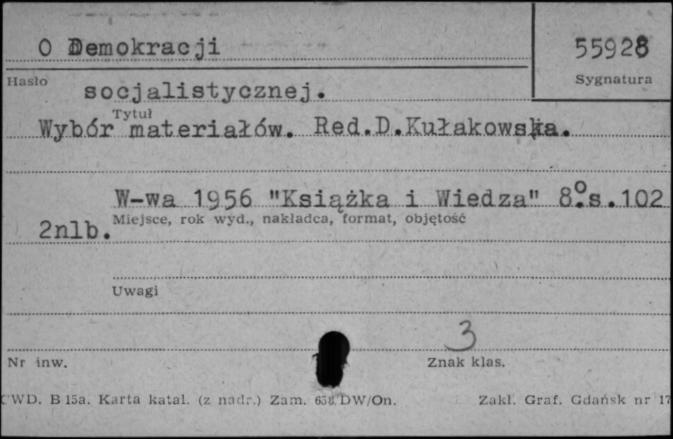 O Demokracji
55928
Hasło
Sygnatura
socjalistycznej.
Tytuł
Wybór materiałów. Red.D.Kułakowska.
W-wa 1956 "Książka i Wiedza" 8°.s.102
Miejsce, rok wyd., nakładca, format, objętość
2nlb.
Uwagi
3
Nr inw.
Znak klas.
CWD. B 15a. Karta katal. (z nadr.) Zam. DW/On.
Zakł. Graf. Gdańsk nr 17